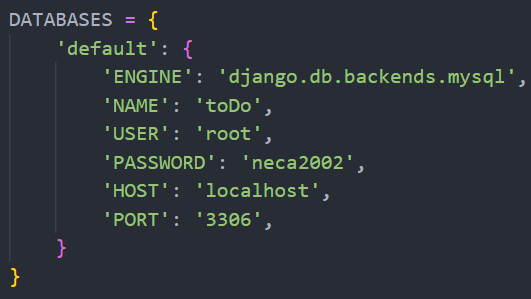 DATABASES = {
    'default': {
        'ENGINE': 'django.db.backends.mysql',
        'NAME': 'toDo',
        'USER': 'root',
        'PASSWORD': 'neca2002',
        'HOST': 'localhost',
        'PORT': '3306',
    }
}